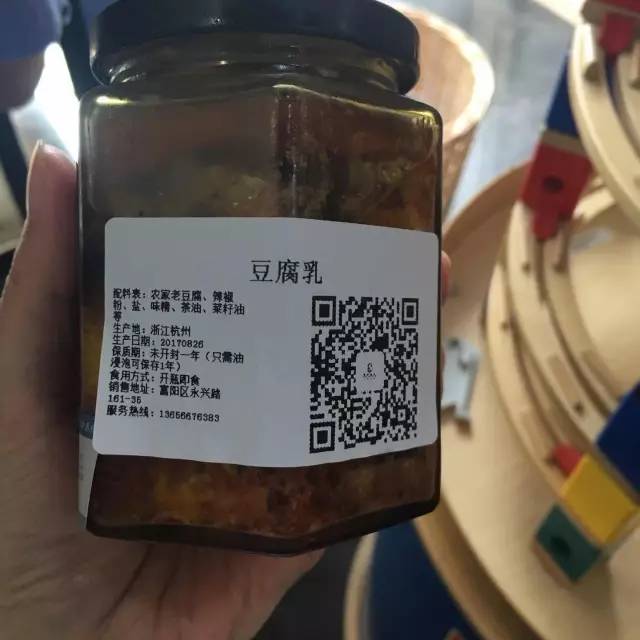 豆腐乳
配料表：农家老豆腐、辣椒
粉、盐、味精、茶油、菜籽油
等
生产地：浙江杭州
生产日期：20170826
保质期：未开封一年（只需油
浸泡可保存1年）
食用方式：开瓶即食
销售地址：富阳区永兴路
161-35
服务热线：13656676383